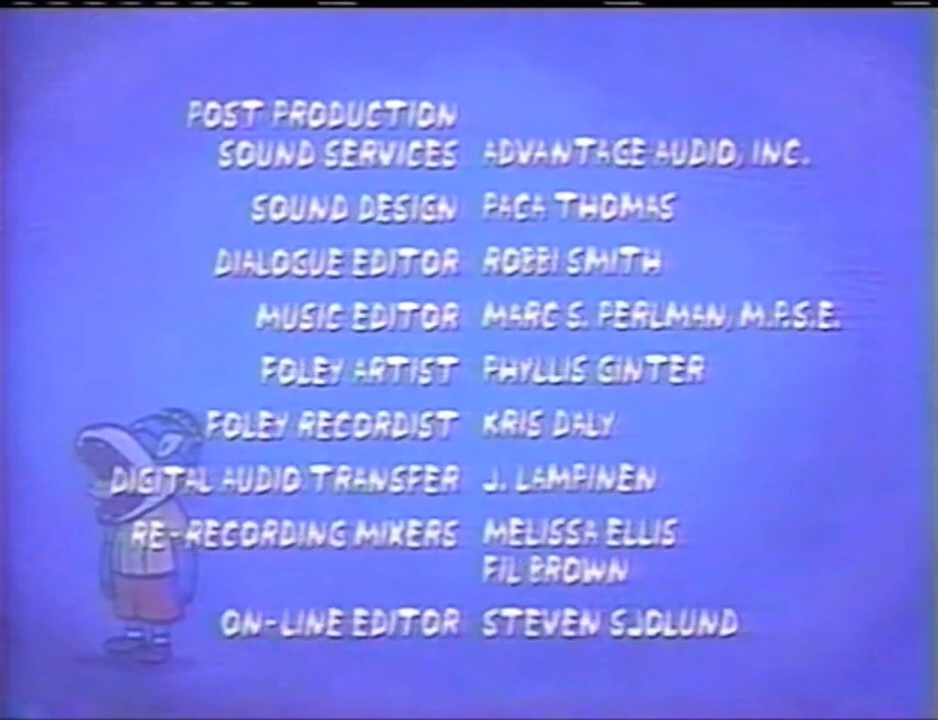 POST PRODUCTION
SOUND SERVICES ADVANTAGE AUDIO, INC.
SOUND DESIGN PACA THOMAS
DIALOGUE EDITOR ROBBI SMITH
MUSIC EDITOR MARC S. PERLMAN, M.P.S.E.
FOLEY ARTIST PHYLLIS GINTER
FOLEY RECORDIST KRIS DALY
DIGITAL AUDIO TRANSFER J. LAMPINEN
RE-RECORDING MIXERS MELISSA ELLIS
FIL BROWN
ON-LINE EDITOR STEVEN SJOLUND